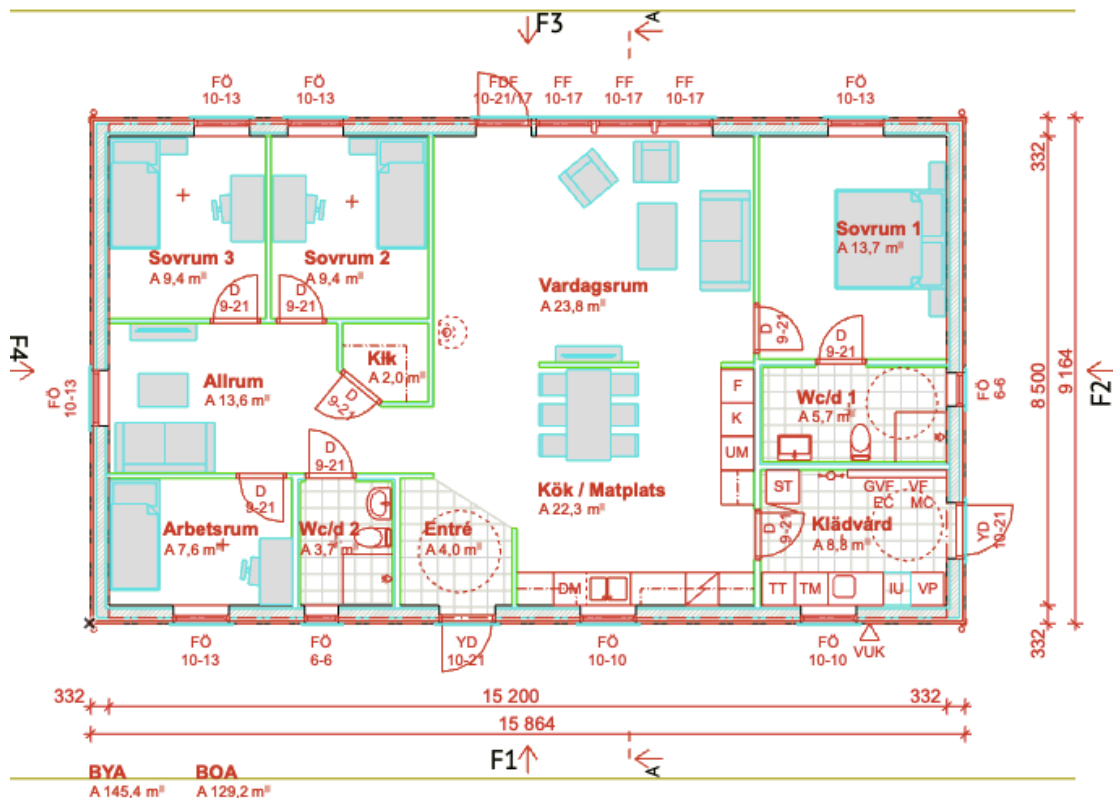 F3
A
FÖ
10-13
FÖ
10-13
FDF
10-21/17
FF
10-17
FF
10-17
FF
10-17
FÖ
10-13
332
Sovrum 3
A 9,4 m²
Sovrum 2
A 9,4 m²
Vardagsrum
A 23,8 m²
Sovrum 1
A 13,7 m²
D
9-21
D
9-21
D
9-21
D
9-21
F4
FÖ
10-13
Allrum
A 13,6 m²
Klk
A 2,0 m²
D
9-21
F
K
UM
Wc/d 1
A 5,7 m²
FÖ
6-6
8 500
9 164
F2
D
9-21
D
9-21
Kök / Matplats
A 22,3 m²
ST
GVF
EC
VF
MC
Arbetsrum
A 7,6 m²
Wc/d 2
A 3,7 m²
Entré
A 4,0 m²
D
9-21
Klädvård
A 8,8 m²
YD
10-21
DM
TT
TM
IU
VP
FÖ
10-13
FÖ
6-6
YD
10-21
FÖ
10-10
FÖ
10-10
VUK
332
332
15 200
332
15 864
F1
A
BYA
A 145,4 m²
BOA
A 129,2 m²